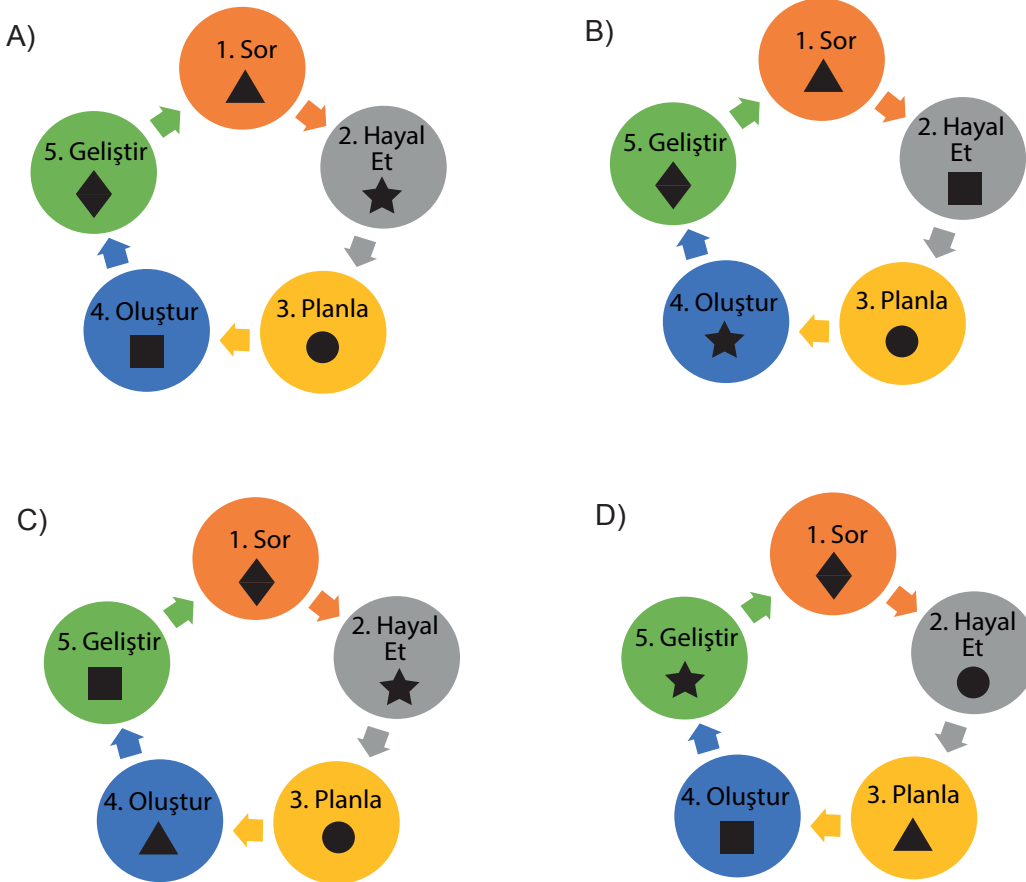 A)
1. Sor
2. Hayal
Et
3. Planla
4. Oluştur
5. Geliştir
B)
1. Sor
2. Hayal
Et
3. Planla
4. Oluştur
5. Geliştir
C)
1. Sor
2. Hayal
Et
3. Planla
4. Oluştur
5. Geliştir
D)
1. Sor
2. Hayal
Et
3. Planla
4. Oluştur
5. Geliştir